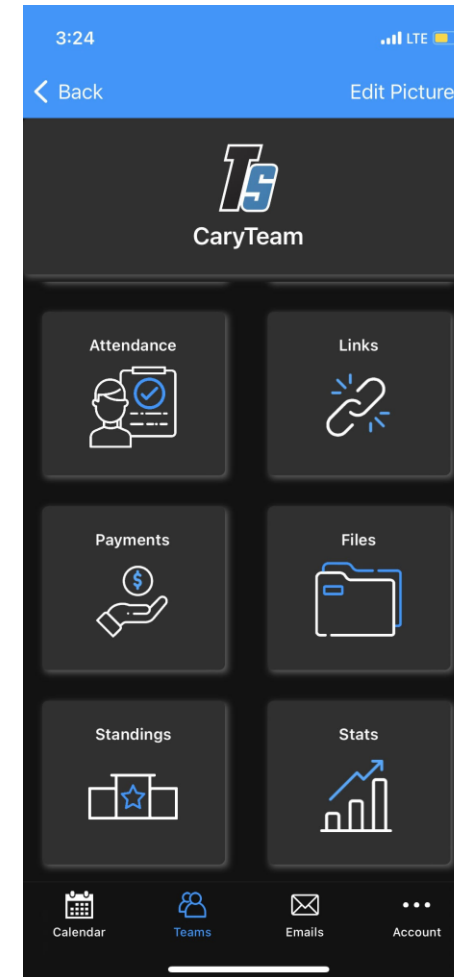 3:24 LTE
Back Edit Picture
TS
CaryTeam
Attendance Links
Payments Files
$
Standings Stats
Calendar Teams Emails Account